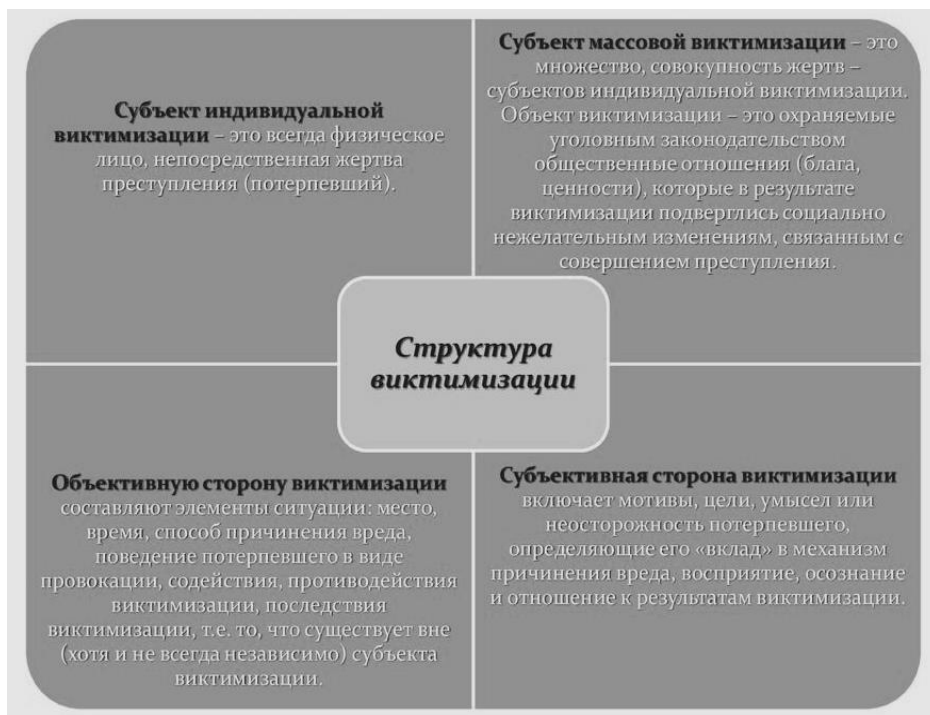 Субъект индивидуальной
виктимизации – это всегда физическое
лицо, непосредственная жертва
преступления (потерпевший).
Субъект массовой виктимизации – это
множество, совокупность жертв –
субъектов индивидуальной виктимизации.
Объект виктимизации – это охраняемые
уголовным законодательством
общественные отношения (блага,
ценности), которые в результате
виктимизации подверглись социально
нежелательным изменениям, связанным с
совершением преступления.
Структура
виктимизации
Объективную сторону виктимизации
составляют элементы ситуации: место,
время, способ причинения вреда,
поведение потерпевшего в виде
провокации, содействия, противодействия
виктимизации, последствия
виктимизации, т.е. то, что существует вне
(хотя и не всегда независимо) субъекта
виктимизации.
Субъективная сторона виктимизации
включает мотивы, цели, умысел или
неосторожность потерпевшего,
определяющие его «вклад» в механизм
причинения вреда, восприятие, осознание
и отношение к результатам виктимизации.